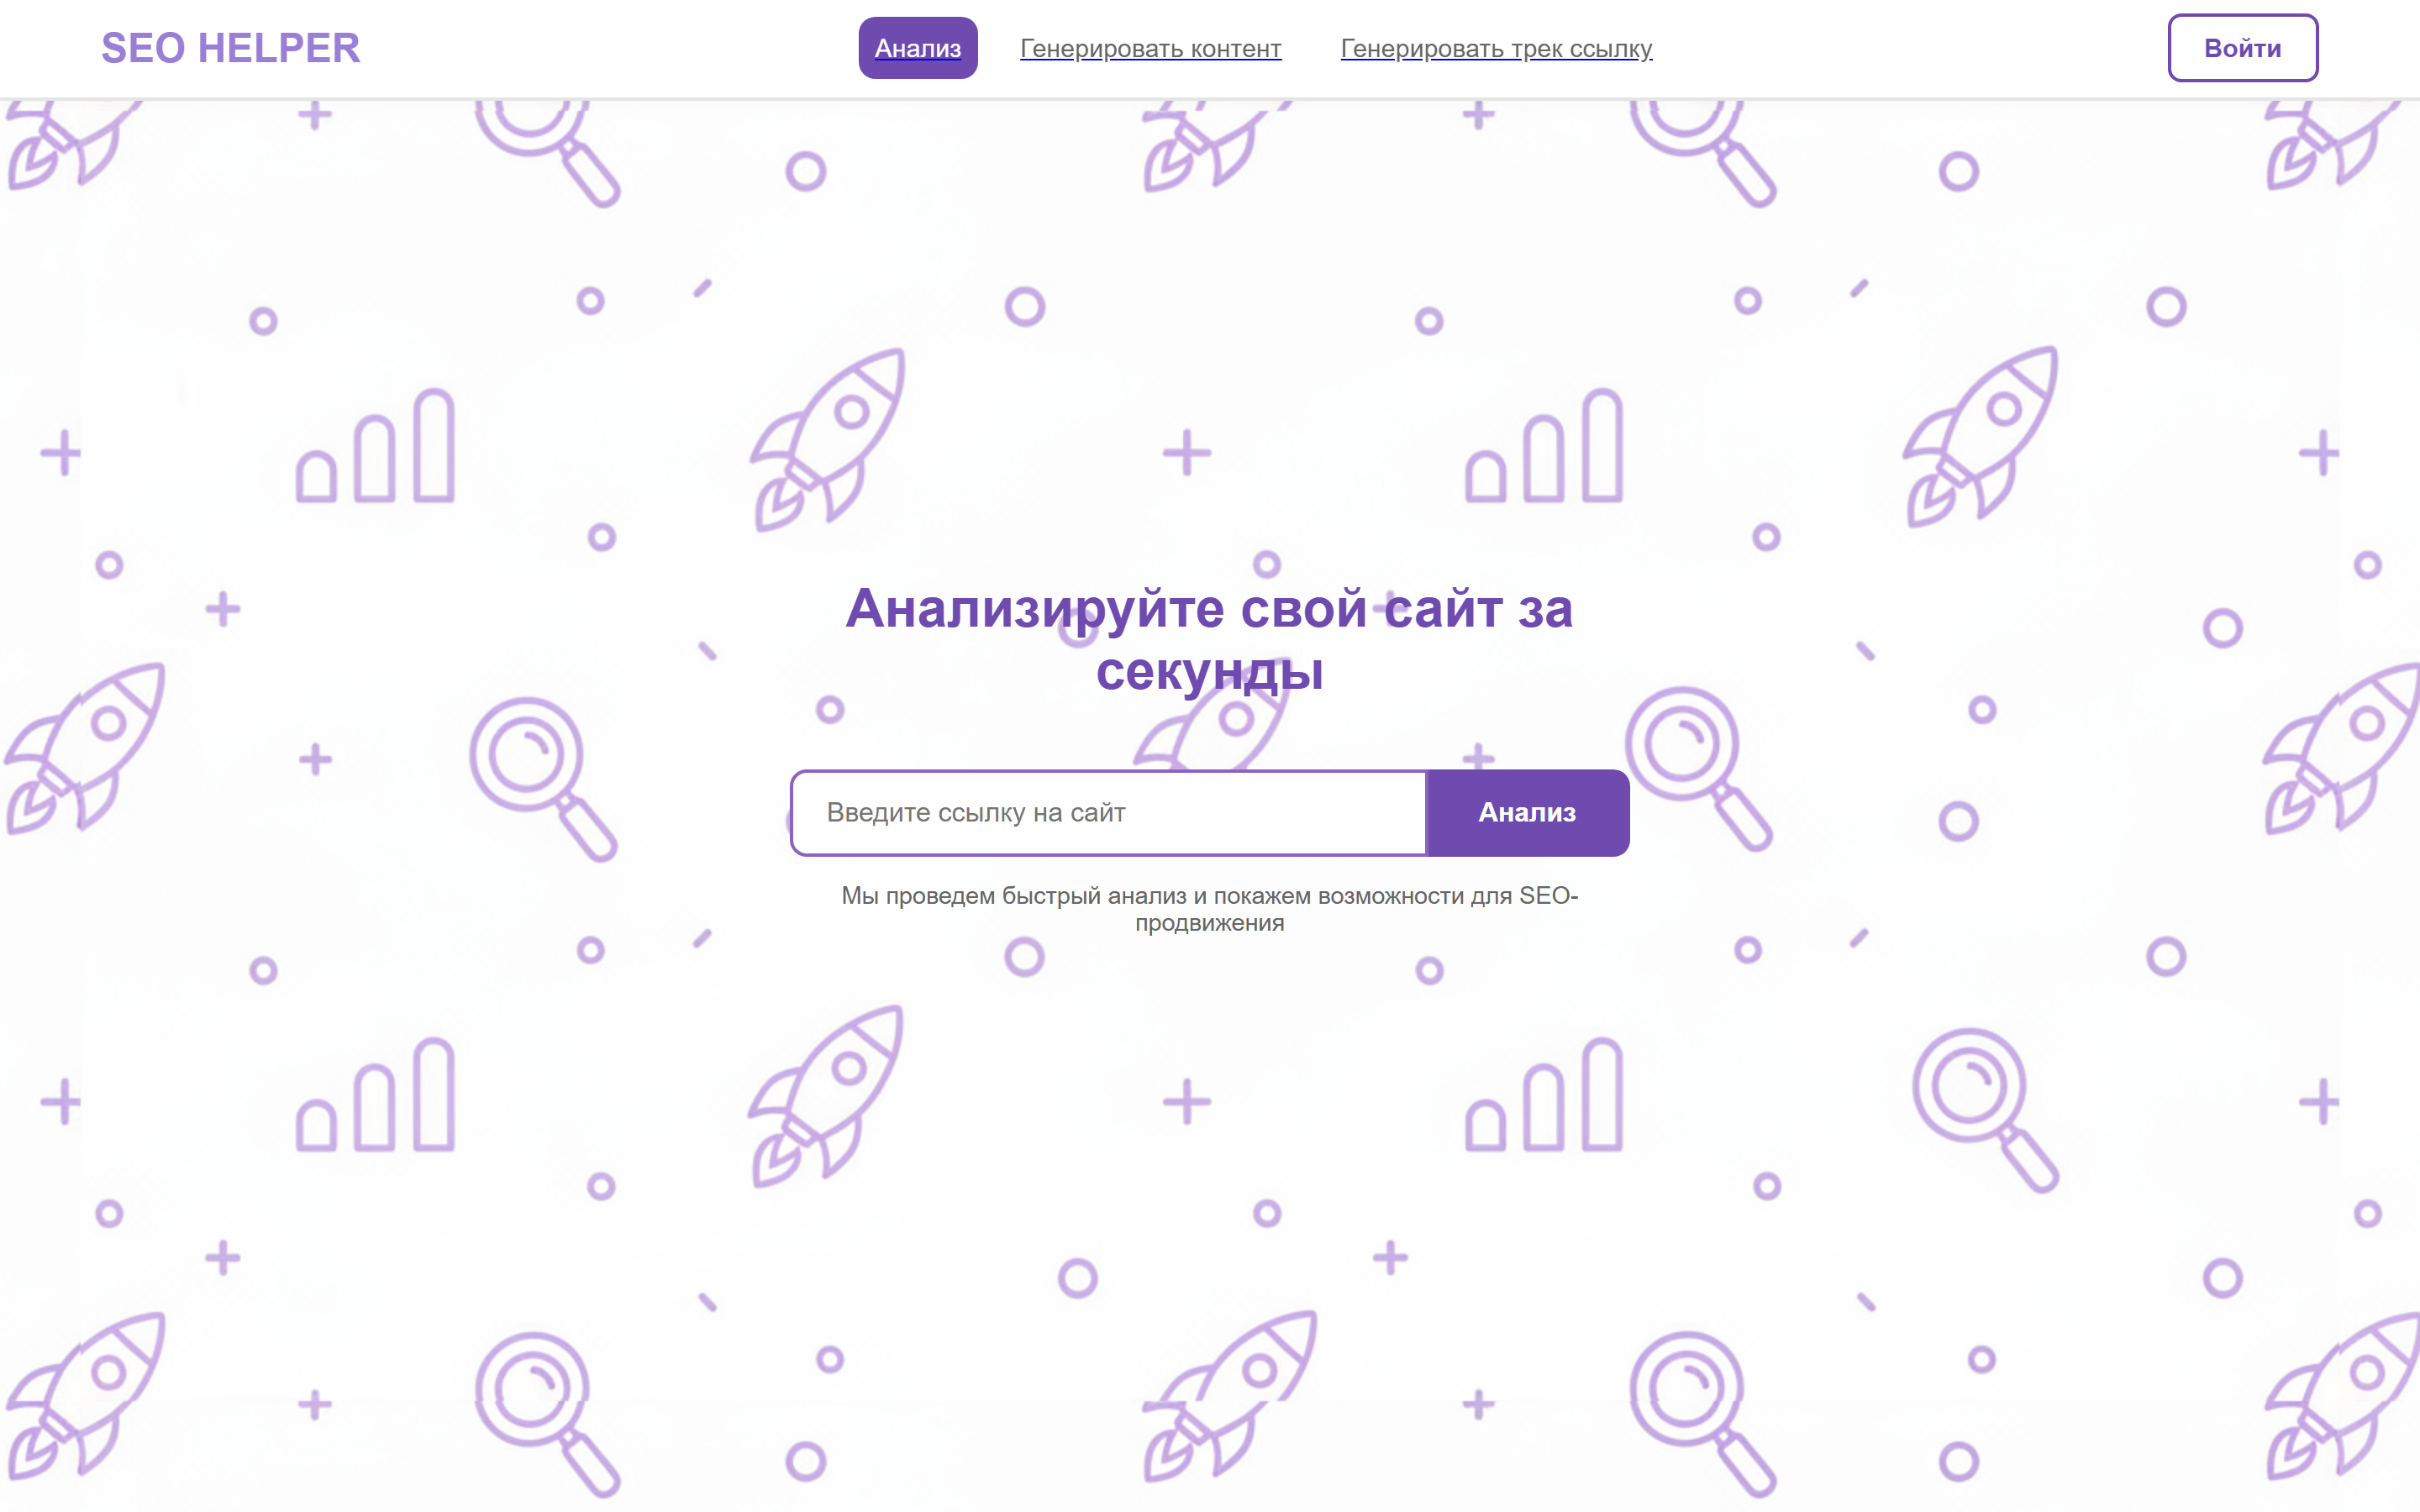 SEO HELPER
Анализ
Генерировать контент
Генерировать трек ссылку
Войти
Анализируйте свой сайт за
секунды
Введите ссылку на сайт
Анализ
Мы проведем быстрый анализ и покажем возможности для SEO-
продвижения